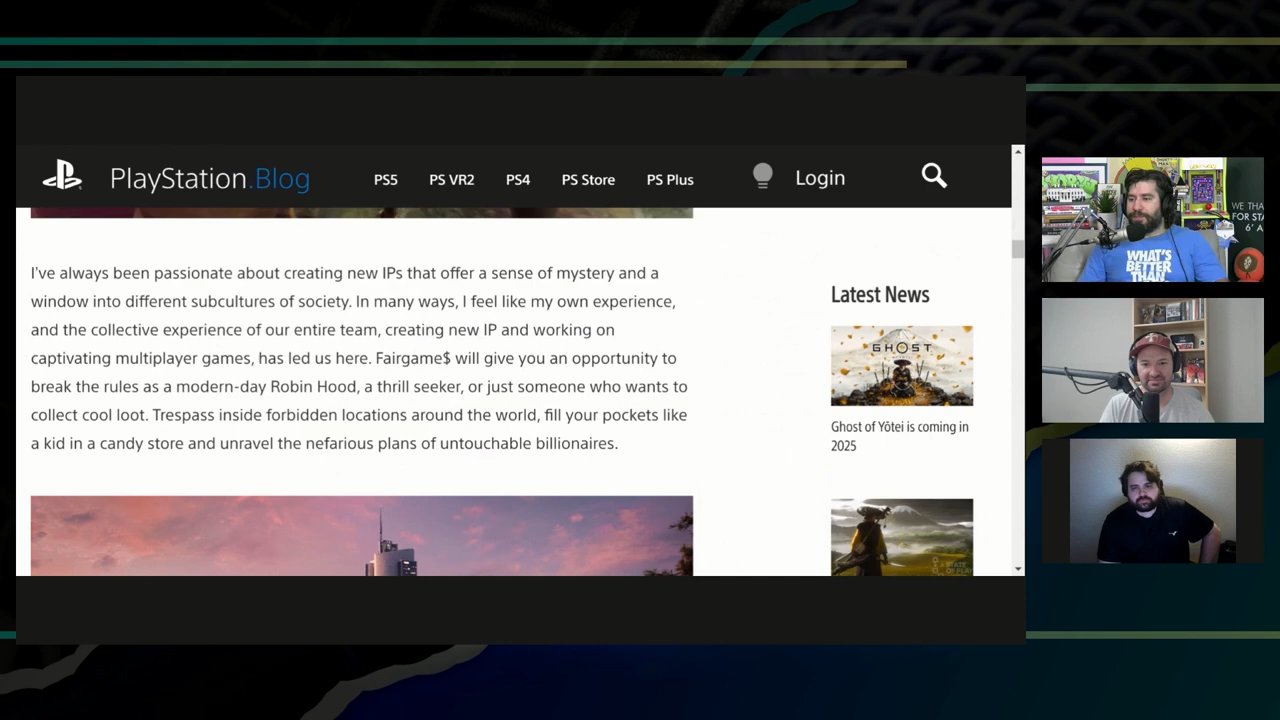 PlayStation.Blog
PS5
PS VR2
PS4
PS Store
PS Plus
Login
I've always been passionate about creating new IPs that offer a sense of mystery and a
window into different subcultures of society. In many ways, I feel like my own experience,
and the collective experience of our entire team, creating new IP and working on
captivating multiplayer games, has led us here. Fairgame$ will give you an opportunity to
break the rules as a modern-day Robin Hood, a thrill seeker, or just someone who wants to
collect cool loot. Trespass inside forbidden locations around the world, fill your pockets like
a kid in a candy store and unravel the nefarious plans of untouchable billionaires.
Latest News
GHOST
Ghost of Yōtei is coming in
2025
WHAT'S
BETTER
THAN
WE THA
FOR STA
6' A